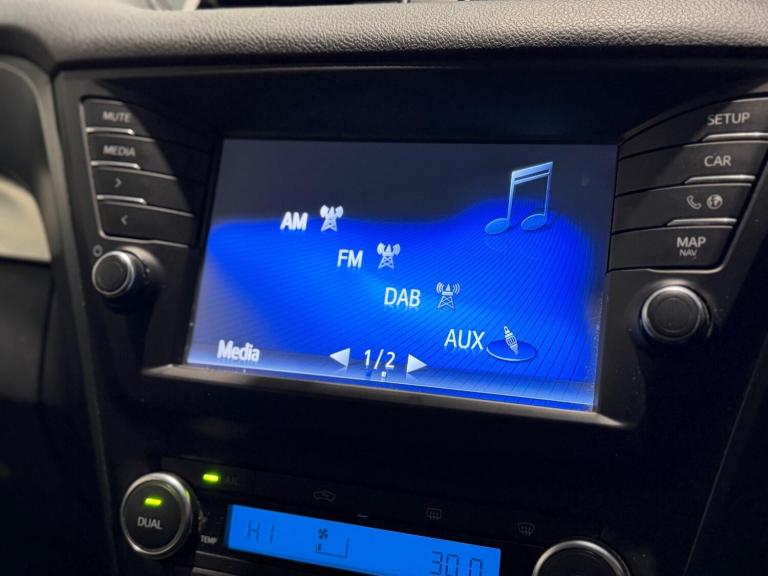 MUTE
MEDIA
>
<
SETUP
CAR
MAP
NAV
AM
FM
DAB
AUX
Media
1/2
A/C
DUAL
TEMP
HI
30.0